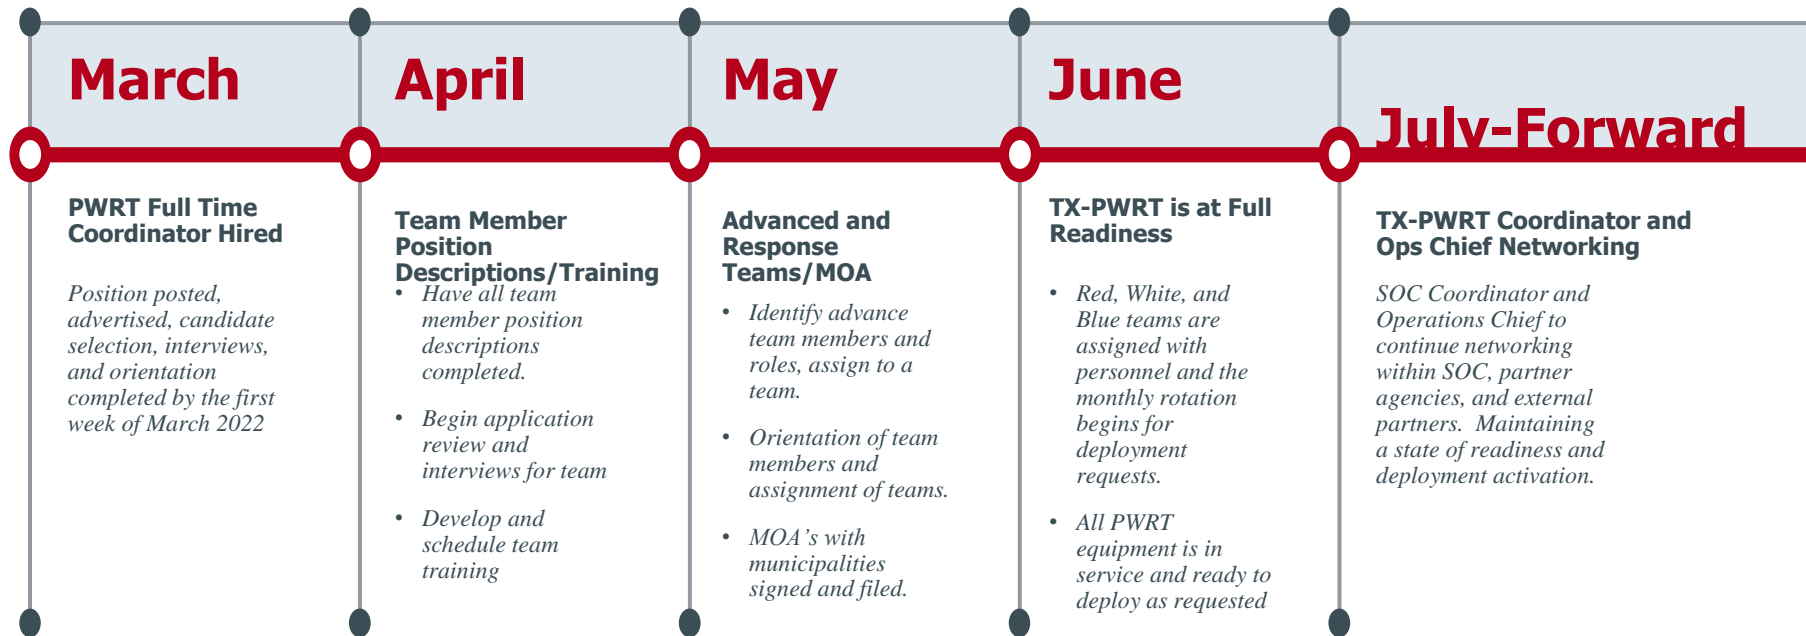 March
April
May
June
July-Forward
PWRT Full Time
Coordinator Hired
Position posted,
advertised, candidate
selection, interviews,
and orientation
completed by the first
week of March 2022
Team Member
Position
Descriptions/Training
• Have all team
member position
descriptions
completed.
• Begin application
review and
interviews for team
• Develop and
schedule team
training
Advanced and
Response
Teams/MOA
• Identify advance
team members and
roles, assign to a
team.
• Orientation of team
members and
assignment of teams.
• MOA’s with
municipalities
signed and filed.
TX-PWRT is at Full
Readiness
• Red, White, and
Blue teams are
assigned with
personnel and the
monthly rotation
begins for
deployment
requests.
• All PWRT
equipment is in
service and ready to
deploy as requested
TX-PWRT Coordinator and
Ops Chief Networking
SOC Coordinator and
Operations Chief to
continue networking
within SOC, partner
agencies, and external
partners.  Maintaining
a state of readiness and
deployment activation.